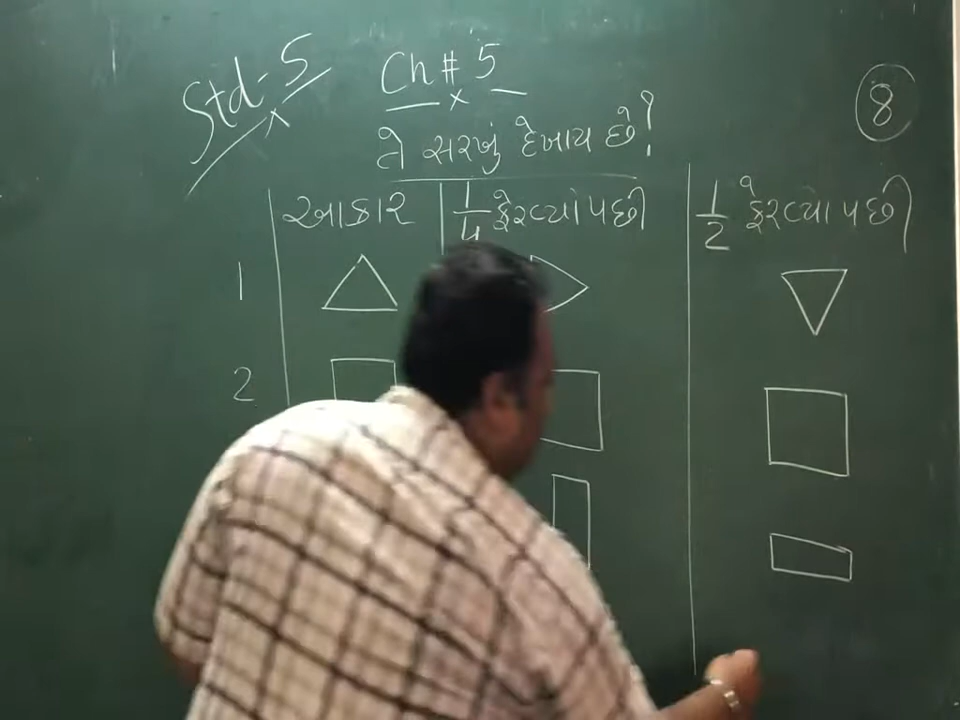 Std-5
Ch # 5
8
તે સરખું દેખાય છે!
આકાર 1/4 ફેરવ્યા પછી 1/2 ફેરવ્યા પછી
1
2